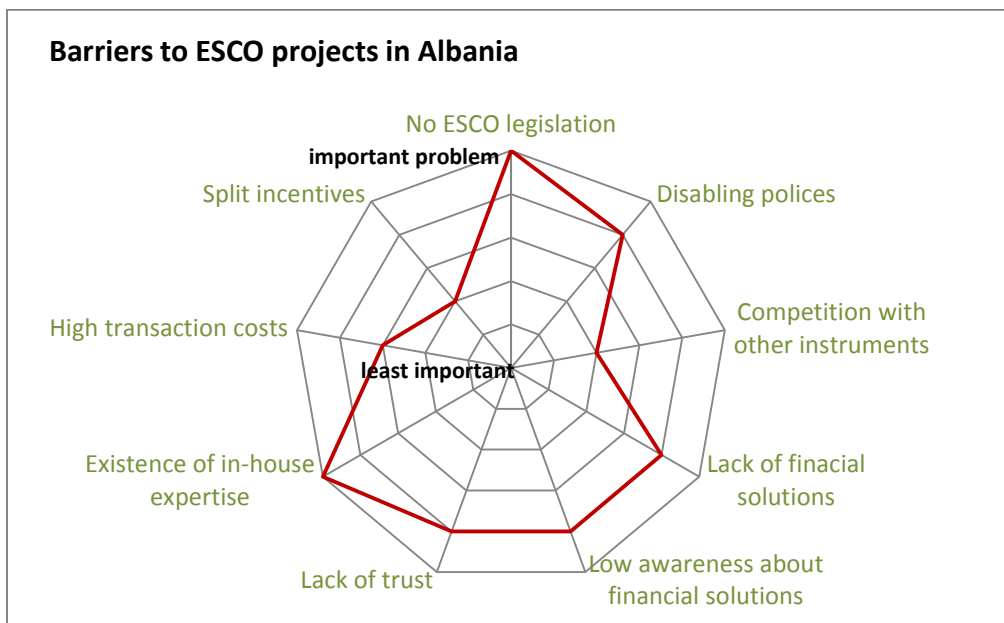 Barriers to ESCO projects in Albania
No ESCO legislation
important problem
Split incentives
Disabling polices
High transaction costs
Competition with
other instruments
least important
Existence of in-house
expertise
Lack of finacial
solutions
Lack of trust
Low awareness about
financial solutions